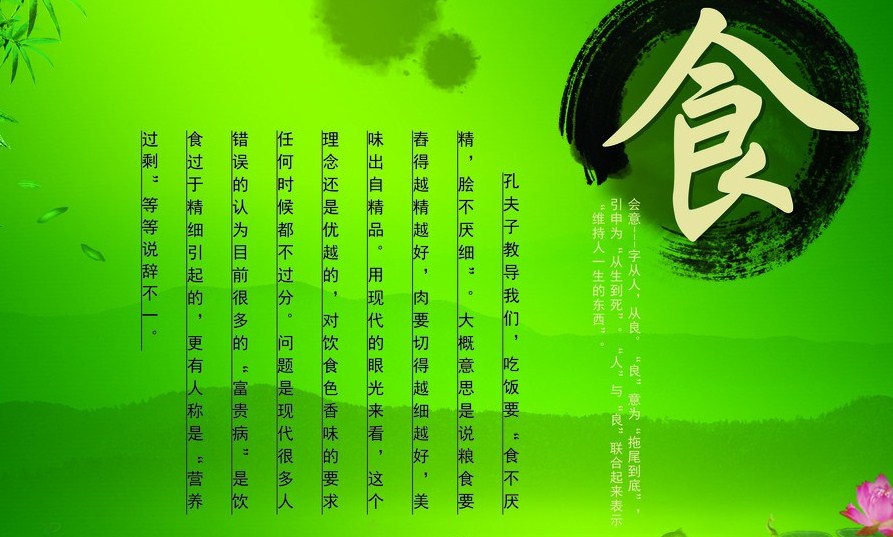 食
会意——字从人，从良。“良”意为“拖尾到底”，
引申为“从生到死”。“人”与“良”联合起来表示
“维持人一生的东西”。
孔夫子教导我们，吃饭要“食不厌
精，脍不厌细”。大概意思是说粮食要
舂得越精越好，肉要切得越细越好，美
味出自精品。用现代的眼光来看，这个
理念还是优越的，对饮食色香味的要求
任何时候都不过分。问题是现代很多人
错误的认为目前很多的“富贵病”是饮
食过于精细引起的，更有人称是“营养
过剩”等等说辞不一。